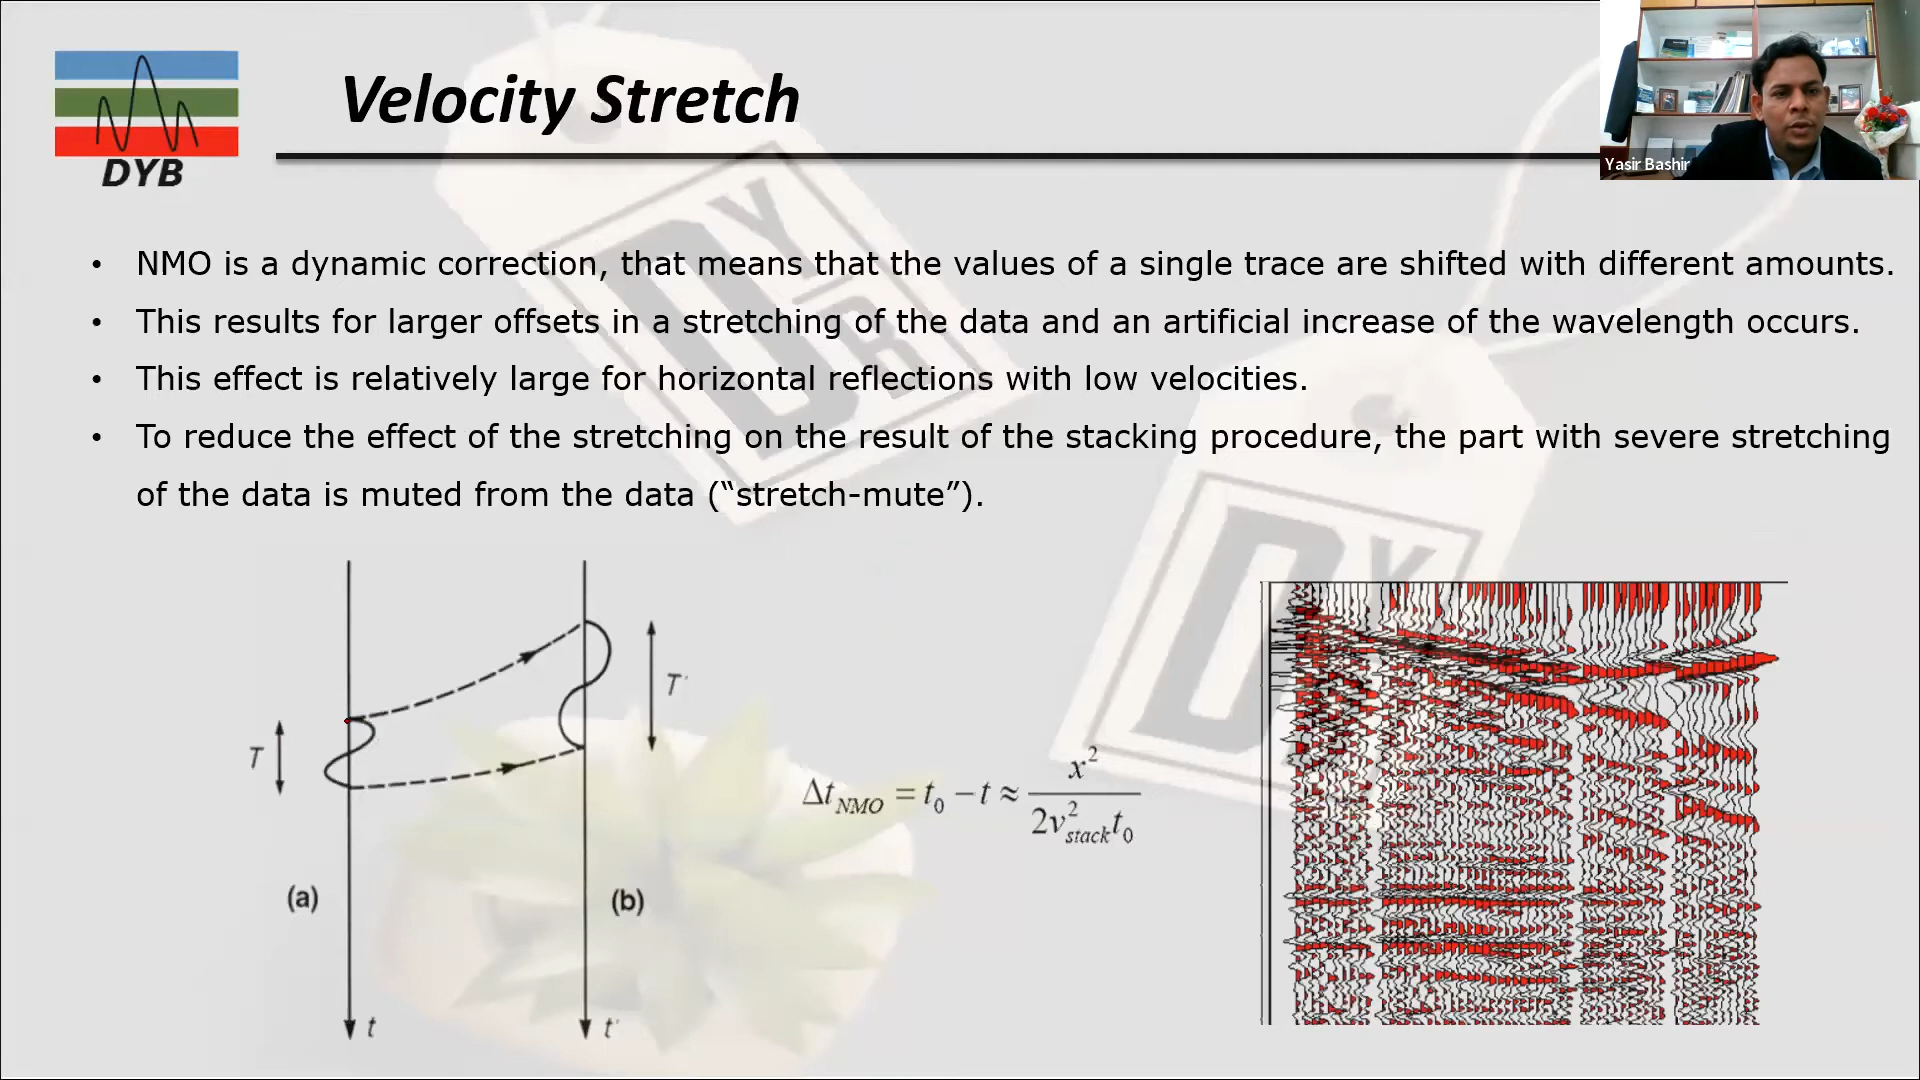 DYB
Velocity Stretch
Yasir Bashir
• NMO is a dynamic correction, that means that the values of a single trace are shifted with different amounts.
• This results for larger offsets in a stretching of the data and an artificial increase of the wavelength occurs.
• This effect is relatively large for horizontal reflections with low velocities.
• To reduce the effect of the stretching on the result of the stacking procedure, the part with severe stretching
of the data is muted from the data (“stretch-mute”).
T
T'
Δt_NMO = t_0 − t ≈ x^2 / 2v^2_stack t_0
(a)
(b)
t
t'
DYB
DY